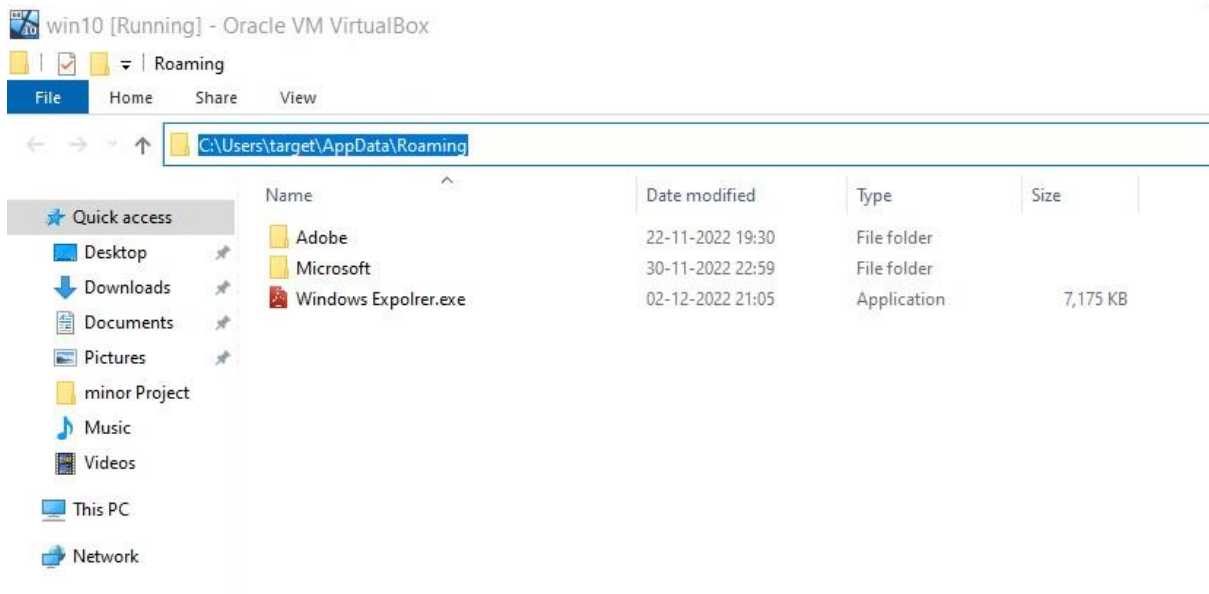 win10 [Running] - Oracle VM VirtualBox
Roaming
File Home Share View
C:\Users\target\AppData\Roaming
Name Date modified Type Size
Quick access
Desktop
Downloads
Documents
Pictures
minor Project
Music
Videos
This PC
Network
Adobe 22-11-2022 19:30 File folder
Microsoft 30-11-2022 22:59 File folder
Windows Expolrer.exe 02-12-2022 21:05 Application 7,175 KB